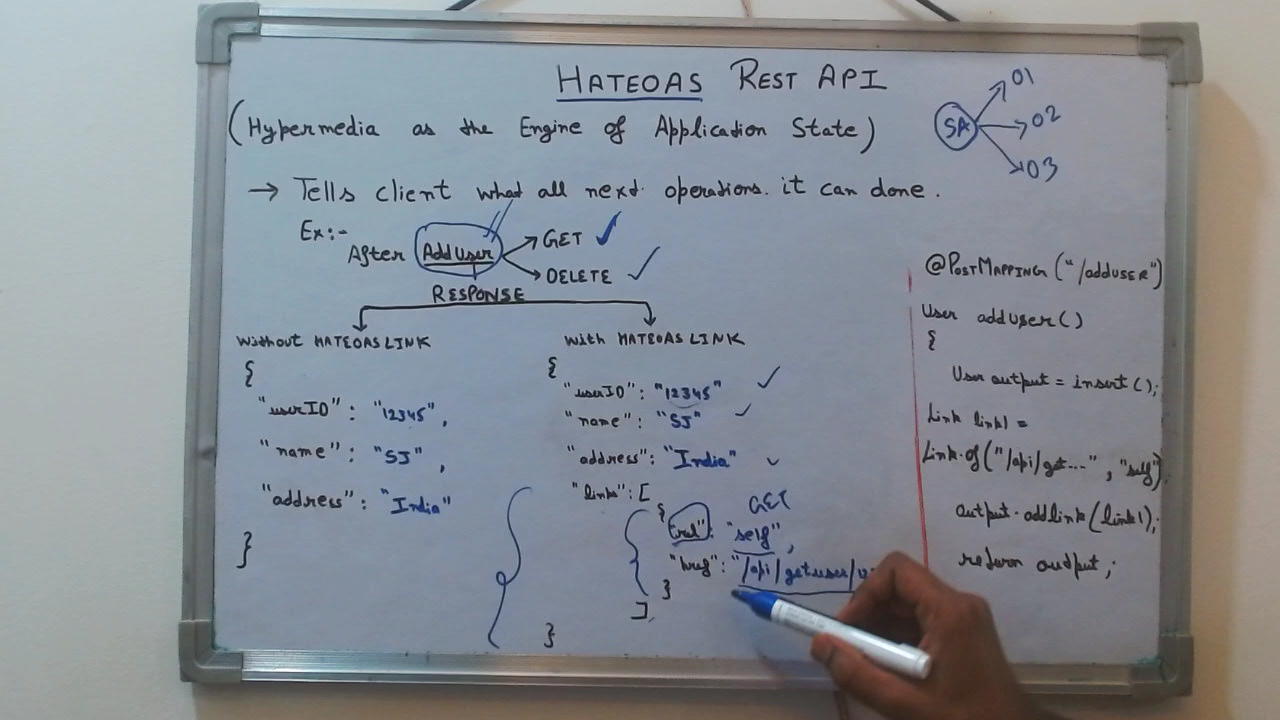 HATEOAS REST API
(Hypermedia as the Engine of Application State)
SA
01
02
03
→ Tells client what all next operations. it can done.
Ex:-
After Add User
GET
DELETE
RESPONSE
Without HATEOAS LINK
{
"userID": "12345",
"name": "SJ",
"address": "India"
}
With HATEOAS LINK
{
"userID": "12345"
"name": "SJ"
"address": "India"
"links": [
GET
{
"rel": "self",
"href": "/api/getuser/
}
],
}
@PostMapping ("/adduser")
User adduser()
{
User output = insert();
Link link1 =
Link.of("/api/get...", "self");
output.addlink(link1);
return output;